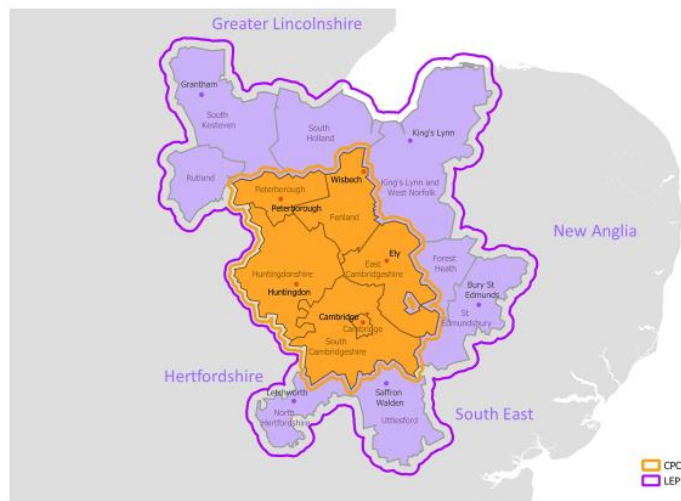 Greater Lincolnshire
Grantham
South
Kesteven
South
Holland
King's Lynn
Rutland
Wisbech
Peterborough
Peterborough
King's Lynn and
West Norfolk
Fenland
New Anglia
Ely
East
Cambridgeshire
Forest
Heath
Huntingdonshire
Huntingdon
Bury St
Edmunds
St
Edmundsbury
Cambridge
Cambridge
South
Cambridgeshire
Hertfordshire
Letchworth
North
Hertfordshire
Saffron
Walden
Uttlesford
South East
CPC
LEP